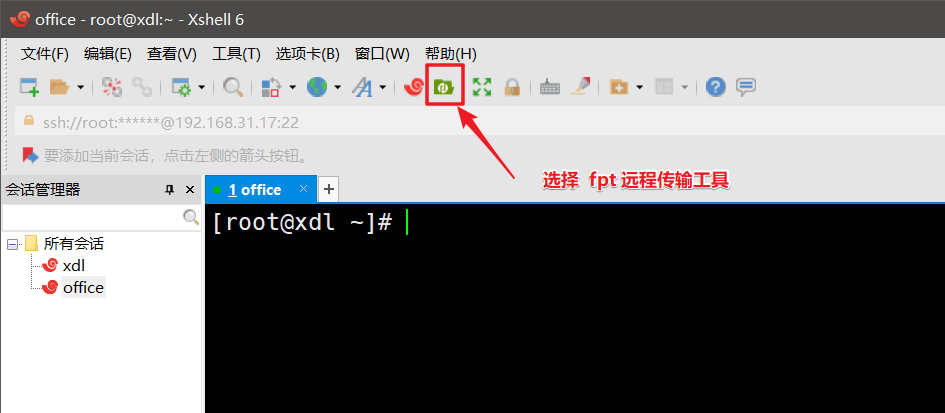 office - root@xdl:~ - Xshell 6
文件(F) 编辑(E) 查看(V) 工具(T) 选项卡(B) 窗口(W) 帮助(H)
ssh://root:******@192.168.31.17:22
要添加当前会话，点击左侧的箭头按钮。
选择 fpt 远程传输工具
会话管理器
1 office
[root@xdl ~]#
所有会话
xdl
office